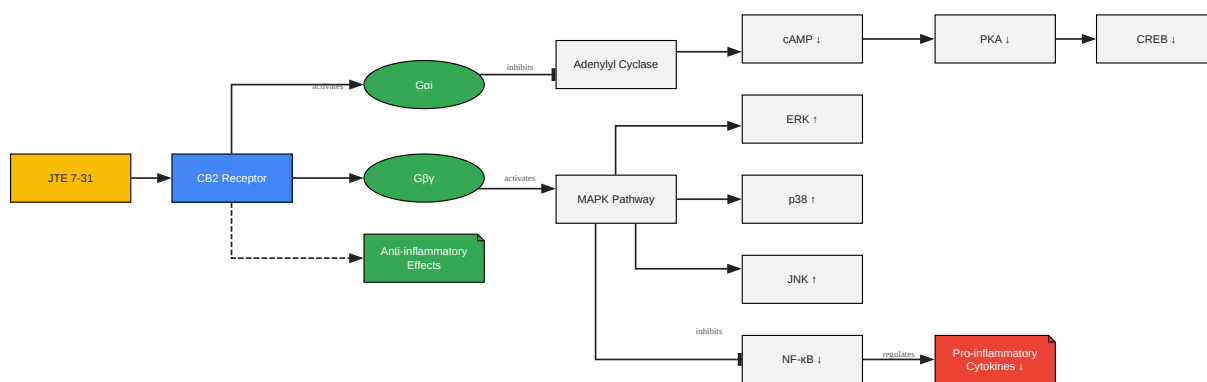 cAMP ↓
PKA ↓
CREB ↓
Adenylyl Cyclase
inhibits
Gαi
activates
ERK ↑
JTE 7-31
CB2 Receptor
Gβγ
activates
MAPK Pathway
p38 ↑
Anti-inflammatory
Effects
JNK ↑
inhibits
NF-κB ↓
regulates
Pro-inflammatory
Cytokines ↓